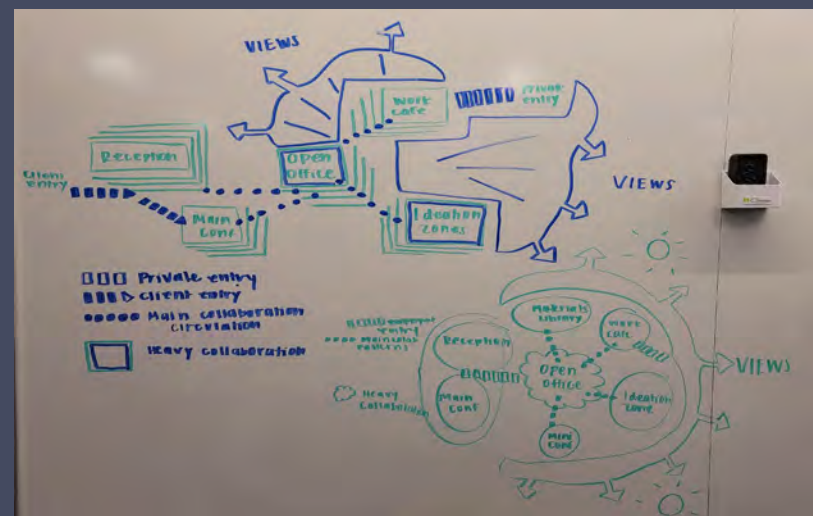 VIEWS
Work
Cafe
Private
entry
Reception
Open
Office
Client
entry
Main
Conf
Ideation
Zones
VIEWS
Private entry
Client entry
Main collaboration
circulation
Heavy collaboration
entry
Reception
Main
Conf
Heavy
Collaboration
Materials
Library
Work
Cafe
Open
Office
Ideation
Zone
Mini
Conf
VIEWS